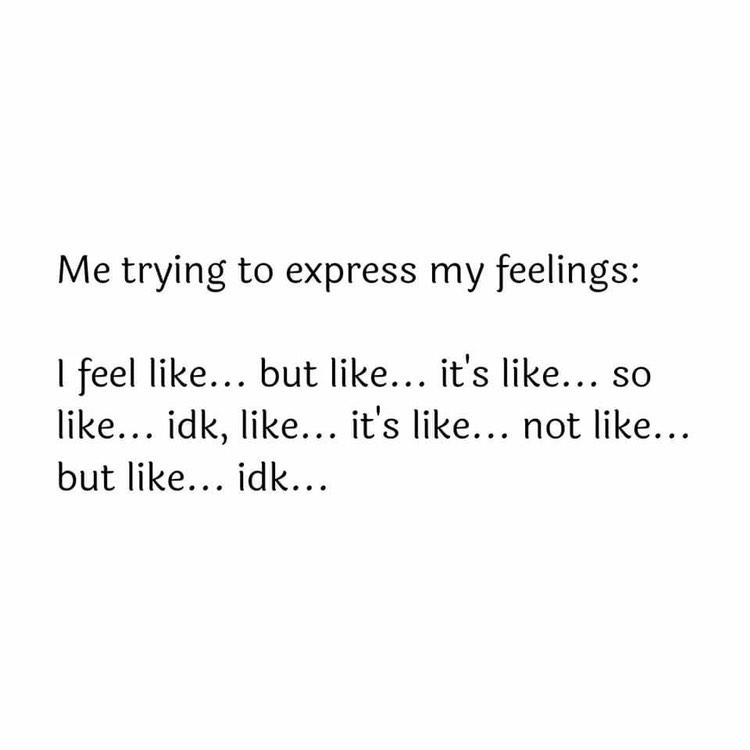 Me trying to express my feelings:
I feel like... but like... it's like... so
like... idk, like... it's like... not like...
but like... idk...